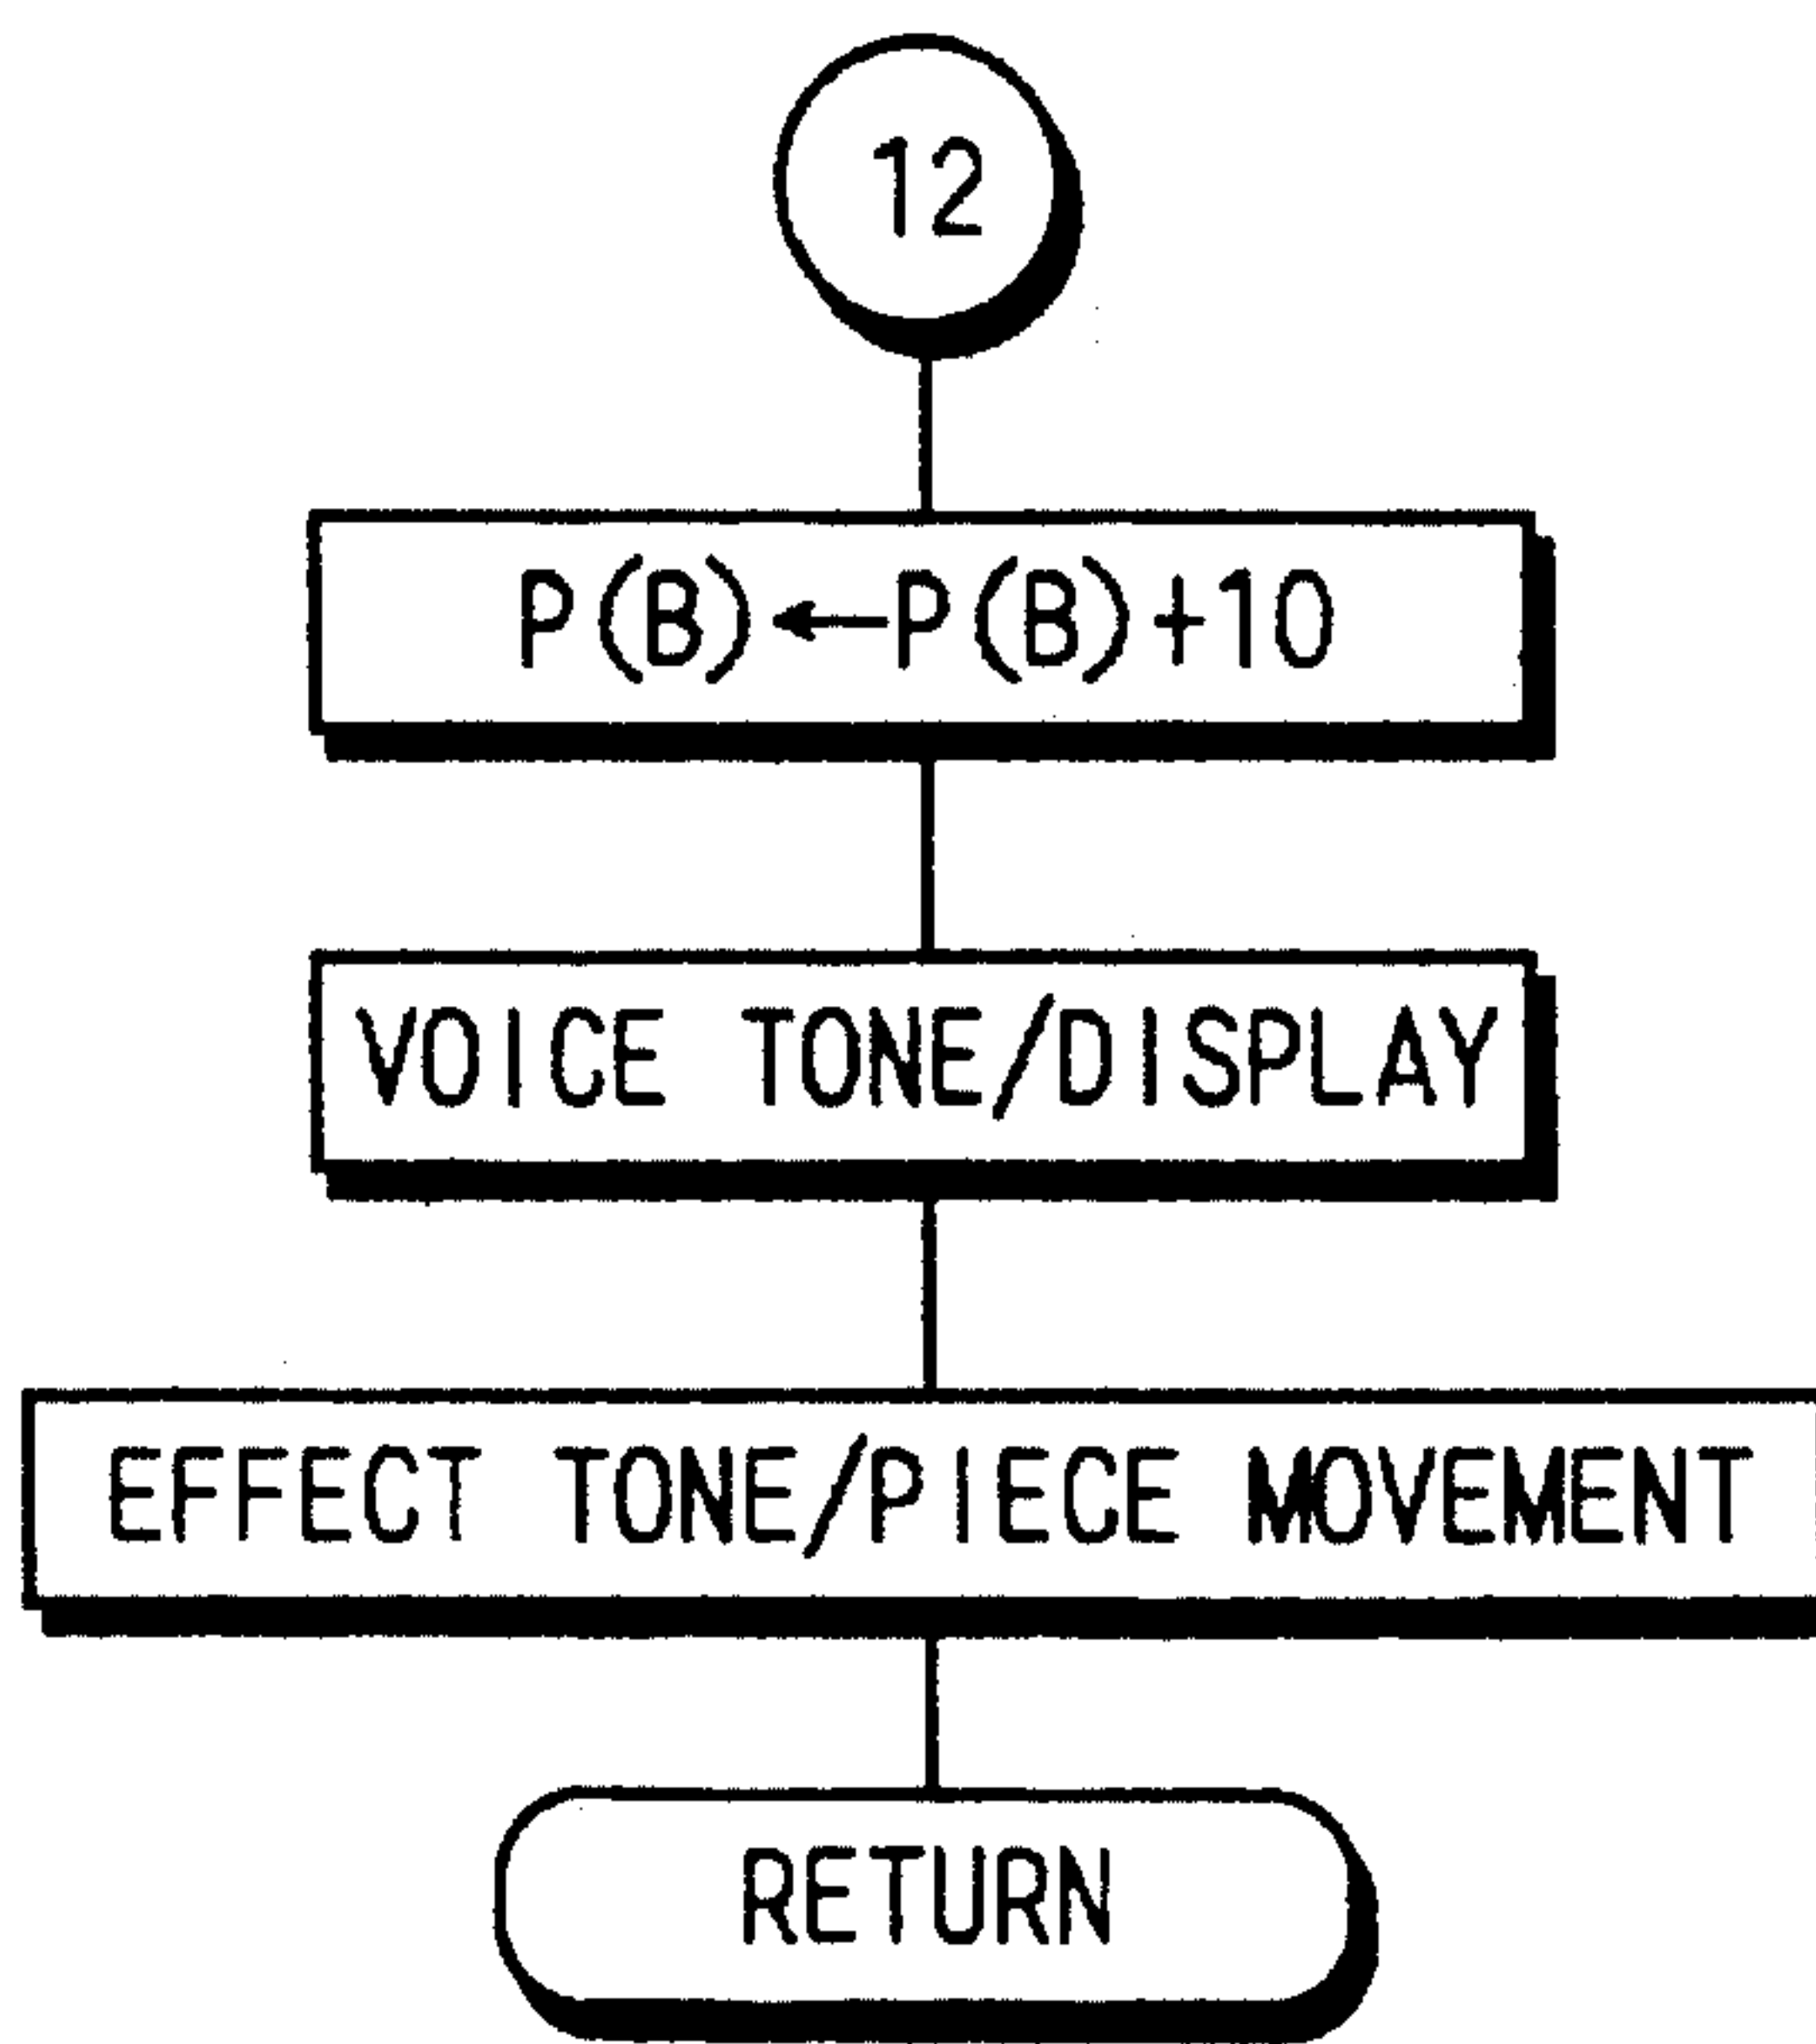 12
P(B)←P(B)+10
VOICE TONE/DISPLAY
EFFECT TONE/PIECE MOVEMENT
RETURN